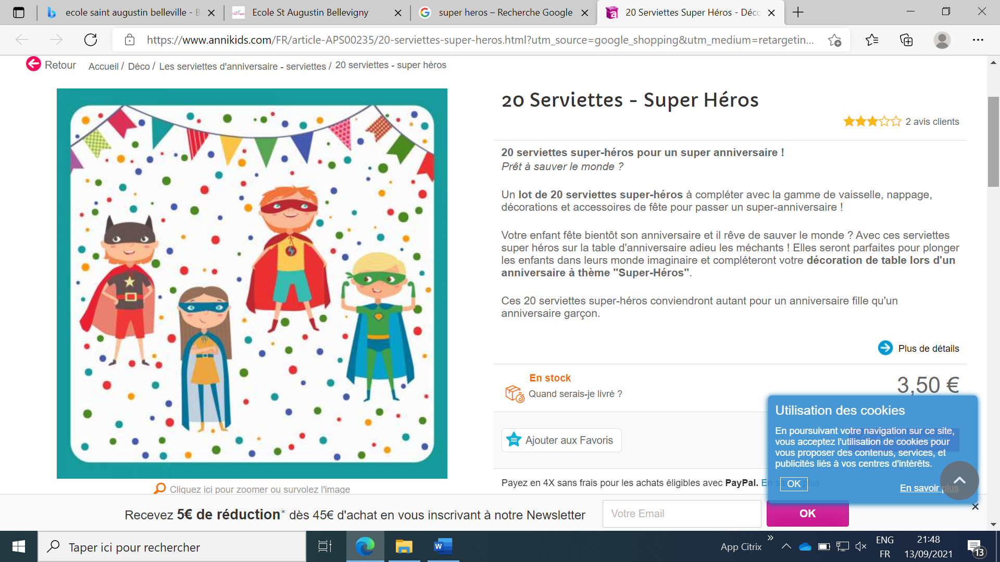 ecole saint augustin belleville - B
Ecole St Augustin Bellevigny
super heros – Recherche Google
20 Serviettes Super Héros - Déco
https://www.annikids.com/FR/article-APS00235/20-serviettes-super-heros.html?utm_source=google_shopping&utm_medium=retargetin...
Retour
Accueil / Déco / Les serviettes d'anniversaire - serviettes / 20 serviettes - super héros
20 Serviettes - Super Héros
2 avis clients
20 serviettes super-héros pour un super anniversaire !
Prêt à sauver le monde ?
Un lot de 20 serviettes super-héros à compléter avec la gamme de vaisselle, nappage,
décorations et accessoires de fête pour passer un super-anniversaire !
Votre enfant fête bientôt son anniversaire et il rêve de sauver le monde ? Avec ces serviettes
super héros sur la table d'anniversaire adieu les méchants ! Elles seront parfaites pour plonger
les enfants dans leurs monde imaginaire et compléteront votre décoration de table lors d'un
anniversaire à thème "Super-Héros".
Ces 20 serviettes super-héros conviendront autant pour un anniversaire fille qu'un
anniversaire garçon.
Plus de détails
En stock
Quand serais-je livré ?
3,50 €
Ajouter aux Favoris
Payez en 4X sans frais pour les achats éligibles avec PayPal. En savoir plus
Utilisation des cookies
En poursuivant votre navigation sur ce site,
vous acceptez l'utilisation de cookies pour
vous proposer des contenus, services, et
publicités liés à vos centres d'intérêts.
OK
En savoir plus
Cliquez ici pour zoomer ou survolez l'image
Recevez 5€ de réduction* dès 45€ d'achat en vous inscrivant à notre Newsletter
Votre Email
OK
Taper ici pour rechercher
App Citrix
ENG
FR
21:48
13/09/2021
13